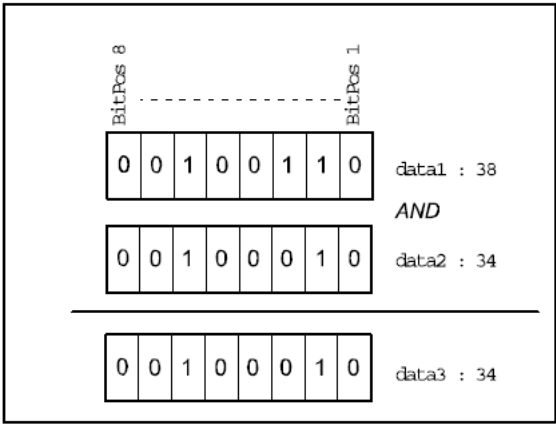 BitPos 8 BitPos 1
0 0 1 0 0 1 1 0 data1 : 38
AND
0 0 1 0 0 0 1 0 data2 : 34
0 0 1 0 0 0 1 0 data3 : 34